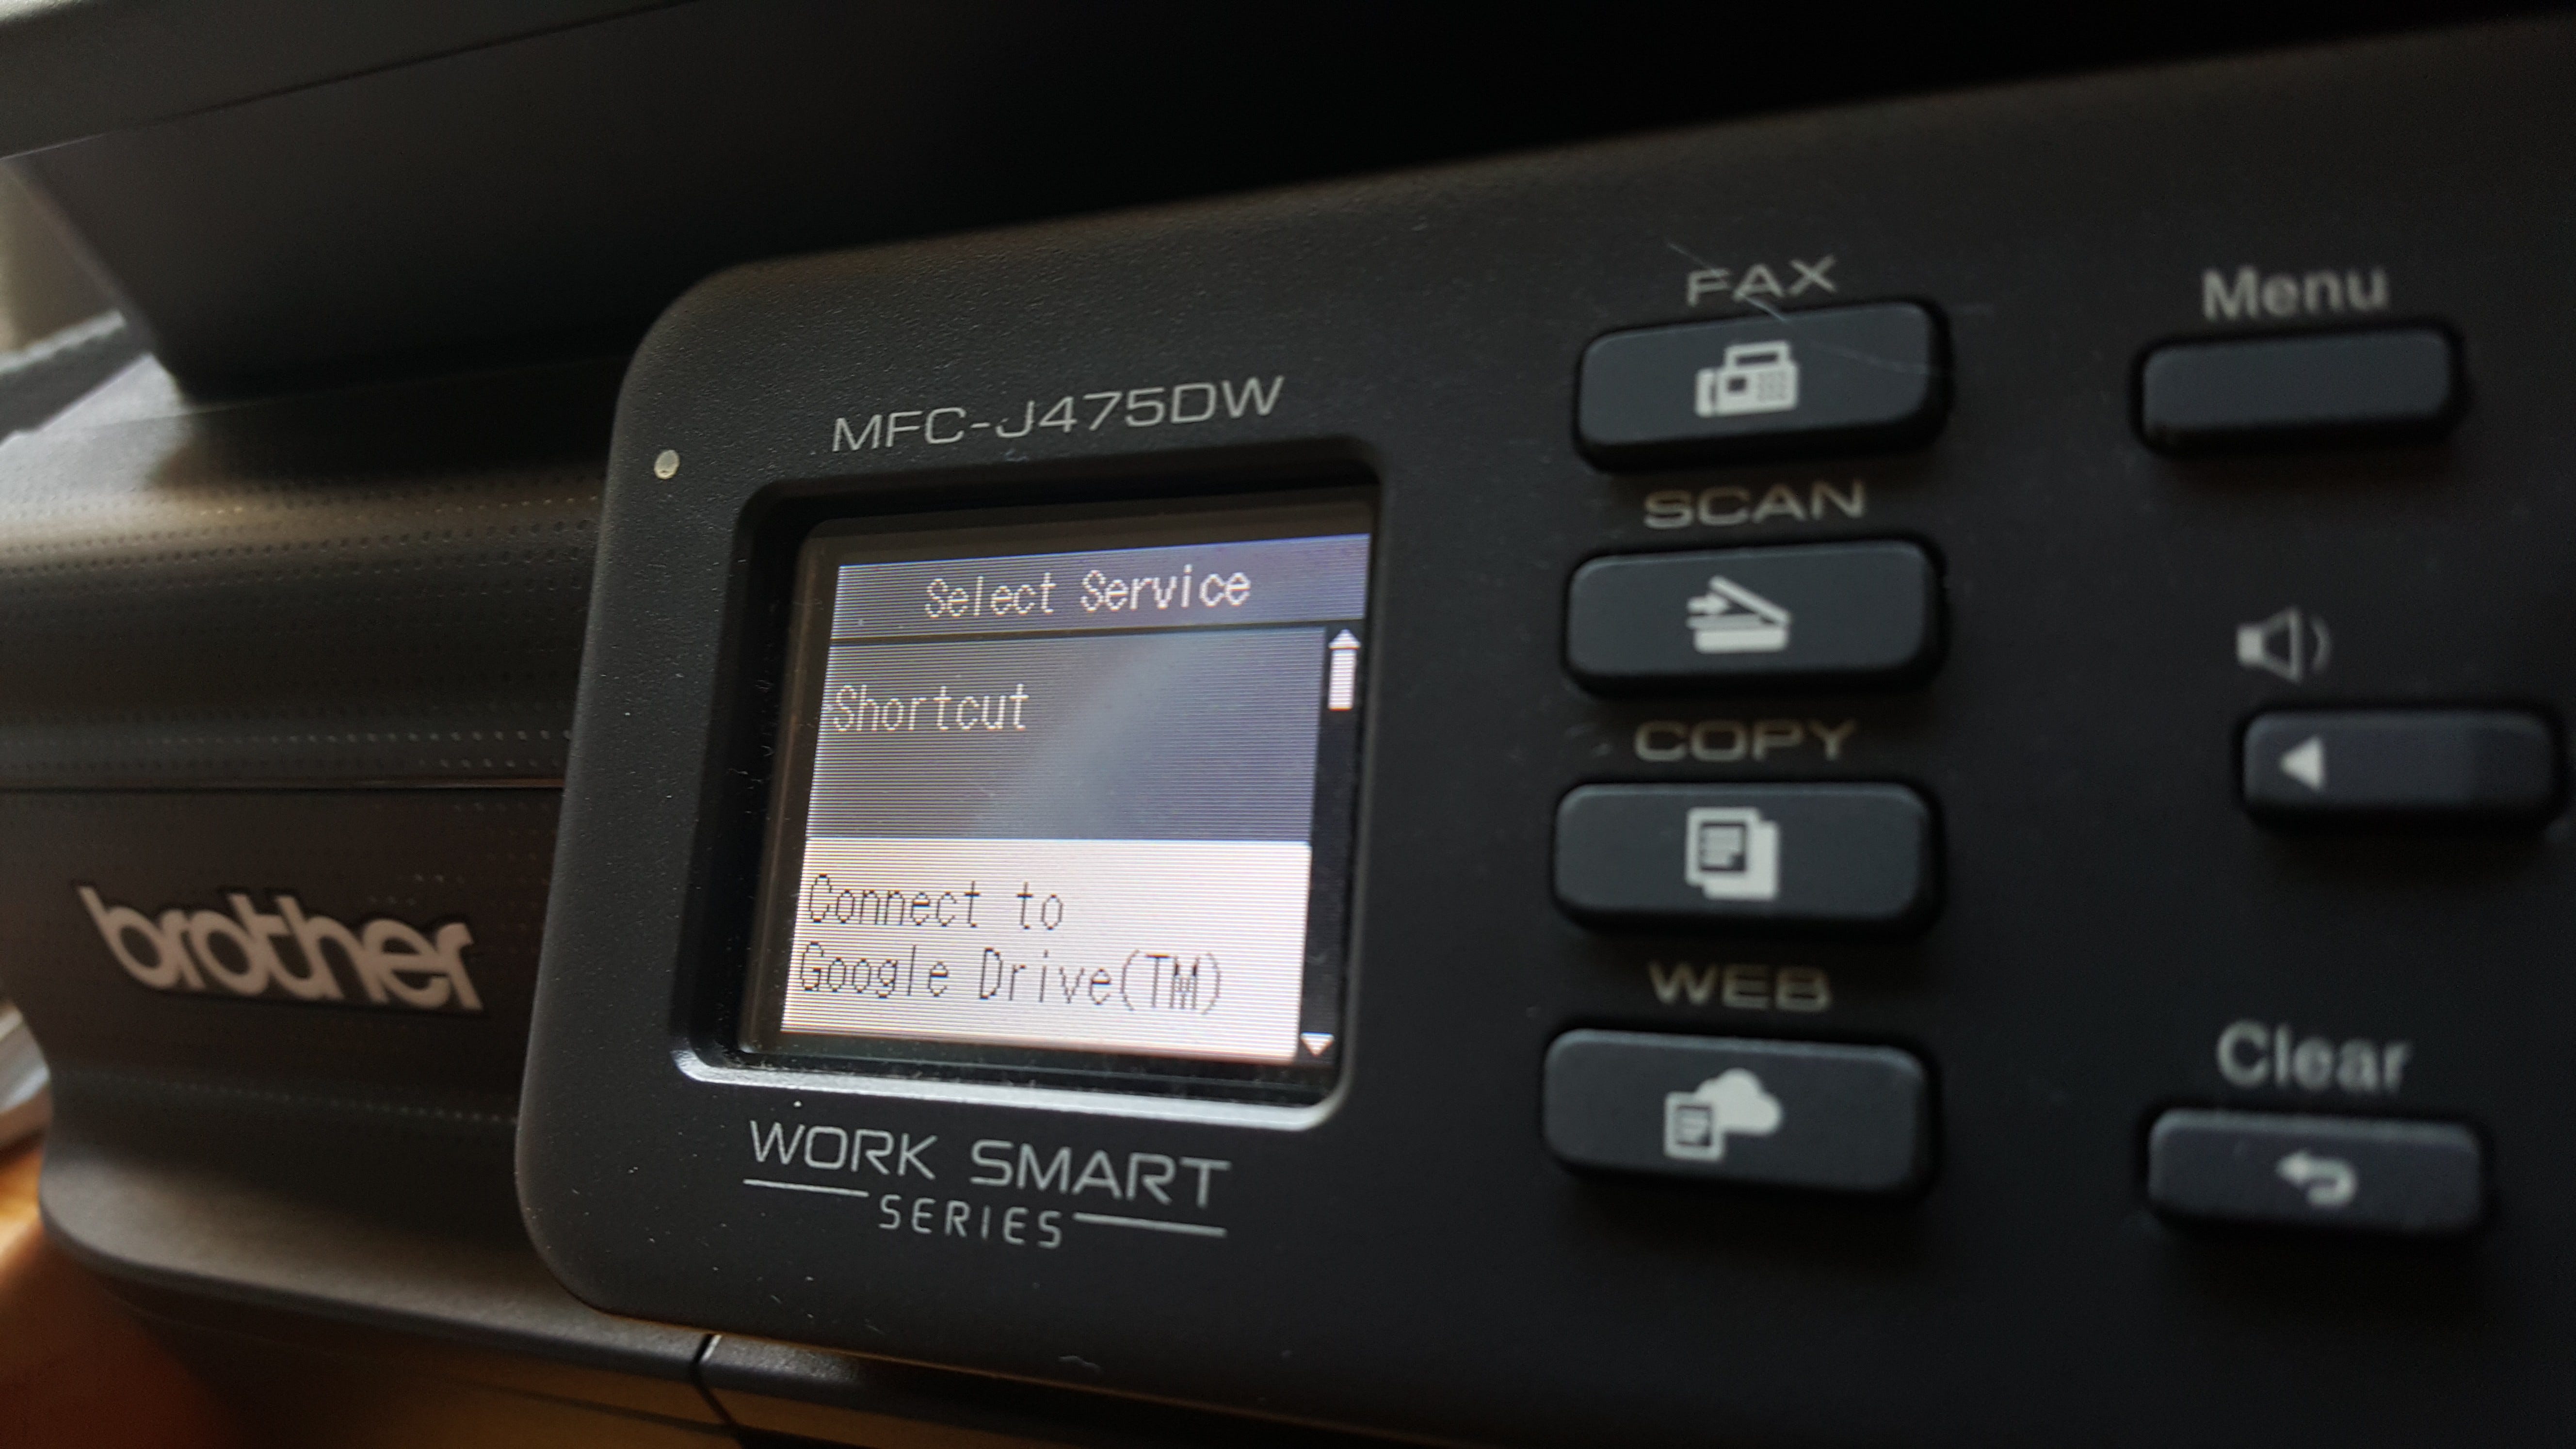 MFC-J475DW
Select Service
Shortcut
Connect to
Google Drive(TM)
WORK SMART
SERIES
brother
FAX
SCAN
COPY
WEB
Menu
Clear